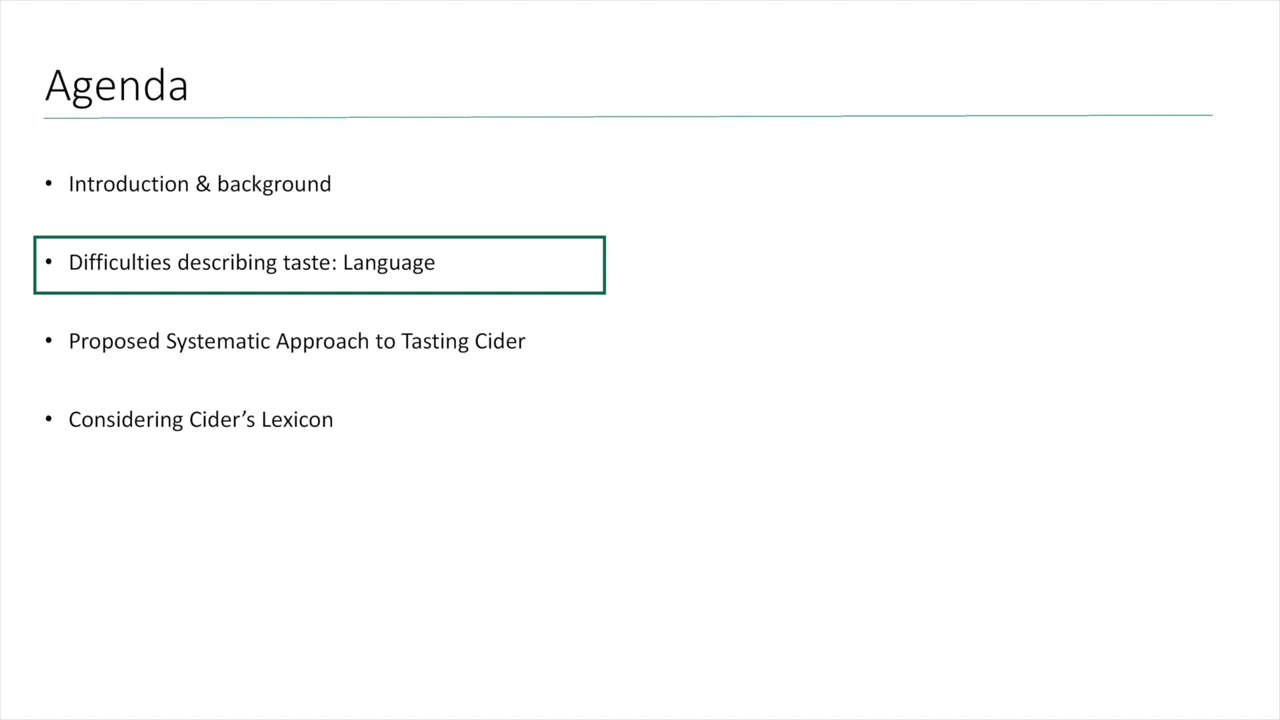 Agenda
• Introduction & background
• Difficulties describing taste: Language
• Proposed Systematic Approach to Tasting Cider
• Considering Cider’s Lexicon